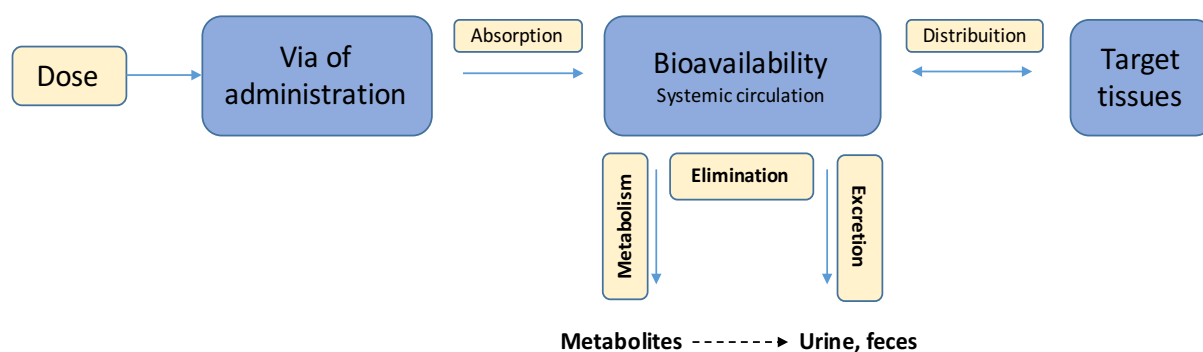 Dose
Via of
administration
Absorption
Bioavailability
Systemic circulation
Distribuition
Target
tissues
Metabolism
Elimination
Excretion
Metabolites
Urine, feces